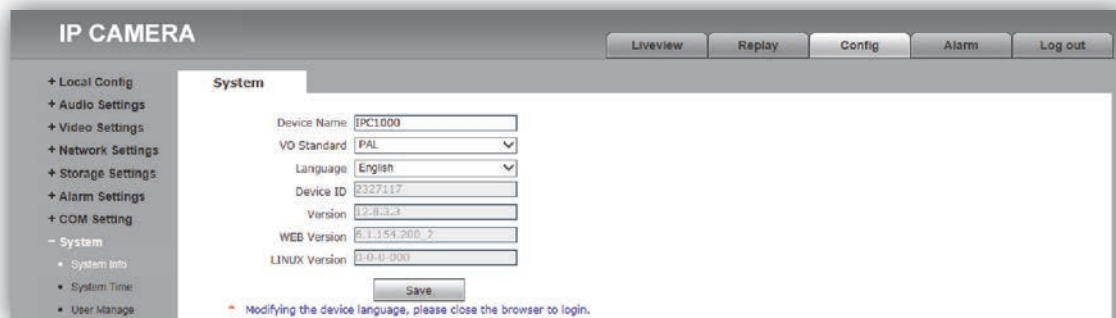 IP CAMERA
Liveview Replay Config Alarm Log out
+ Local Config
+ Audio Settings
+ Video Settings
+ Network Settings
+ Storage Settings
+ Alarm Settings
+ COM Setting
− System
• System Info
• System Time
• User Manage
System
Device Name IPC1000
VO Standard PAL
Language English
Device ID 2327117
Version 12.8.3.3
WEB Version 6.1.154.200_2
LINUX Version 0-0-0-000
Save
* Modifying the device language, please close the browser to login.